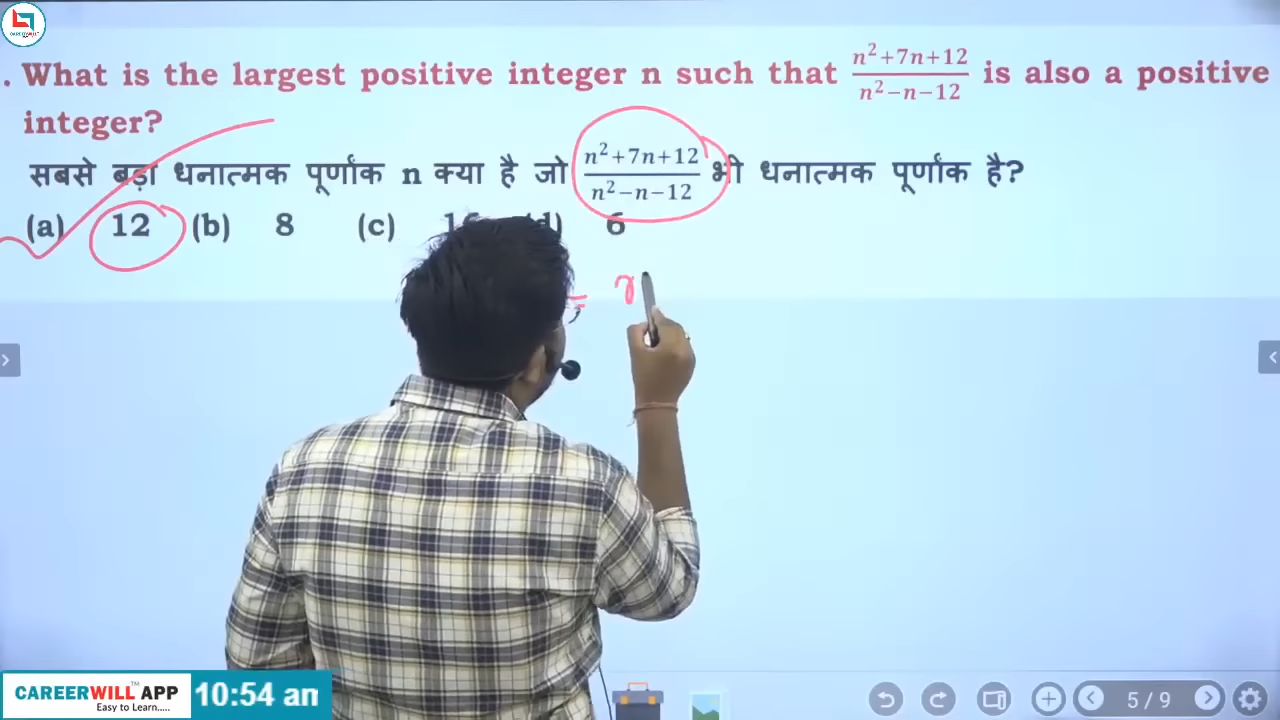 . What is the largest positive integer n such that n²+7n+12 / n²−n−12 is also a positive
integer?
सबसे बड़ा धनात्मक पूर्णांक n क्या है जो n²+7n+12 / n²−n−12 भी धनात्मक पूर्णांक है?
(a) 12 (b) 8 (c) 6
=
CAREERWILL APP
Easy to Learn.....
10:54 am
5 / 9